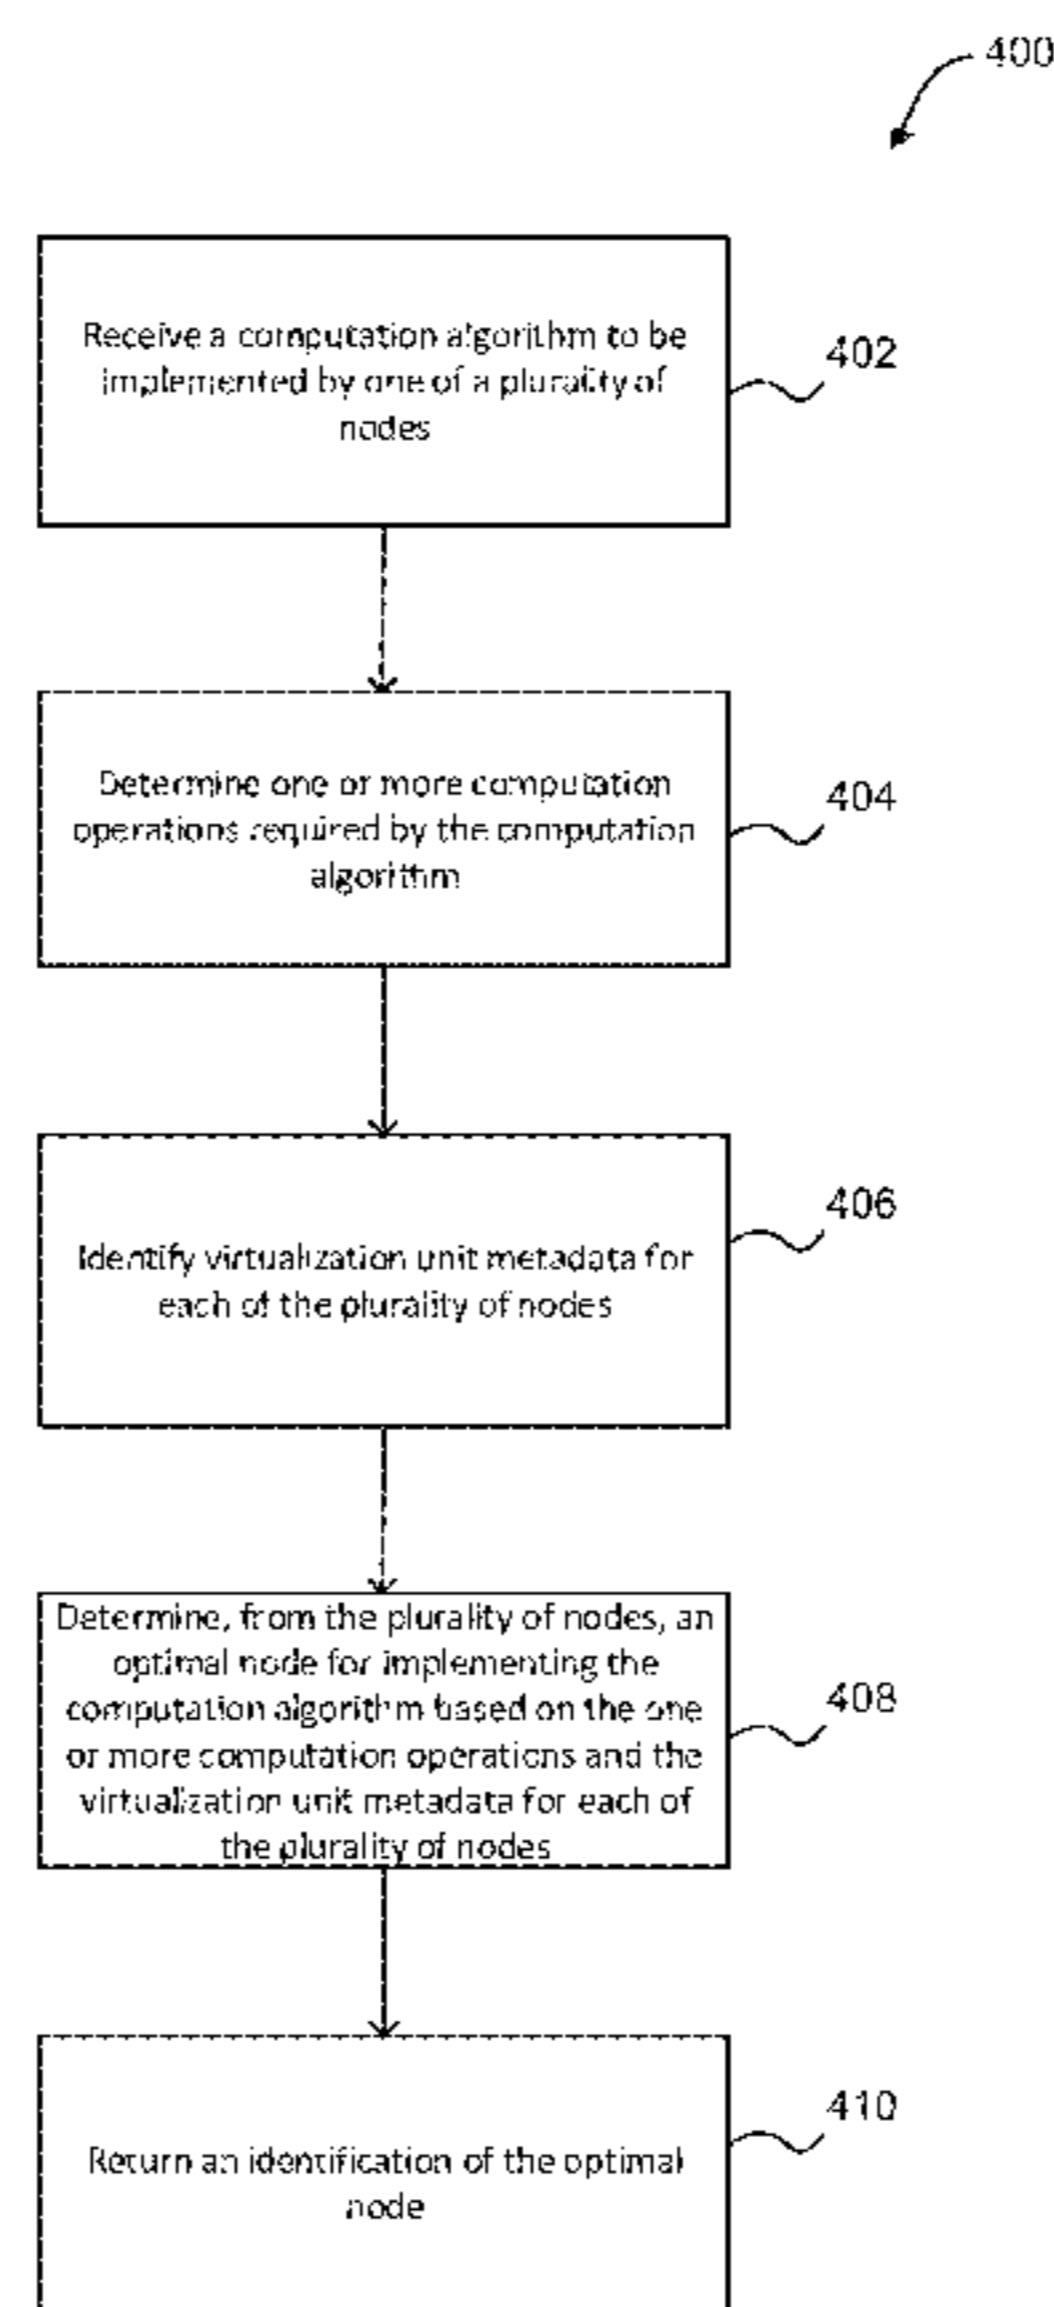 400
Receive a computation algorithm to be
implemented by one of a plurality of
nodes
402
Determine one or more computation
operations required by the computation
algorithm
404
Identify virtualization unit metadata for
each of the plurality of nodes
406
Determine, from the plurality of nodes, an
optimal node for implementing the
computation algorithm based on the one
or more computation operations and the
virtualization unit metadata for each of
the plurality of nodes
408
Return an identification of the optimal
node
410